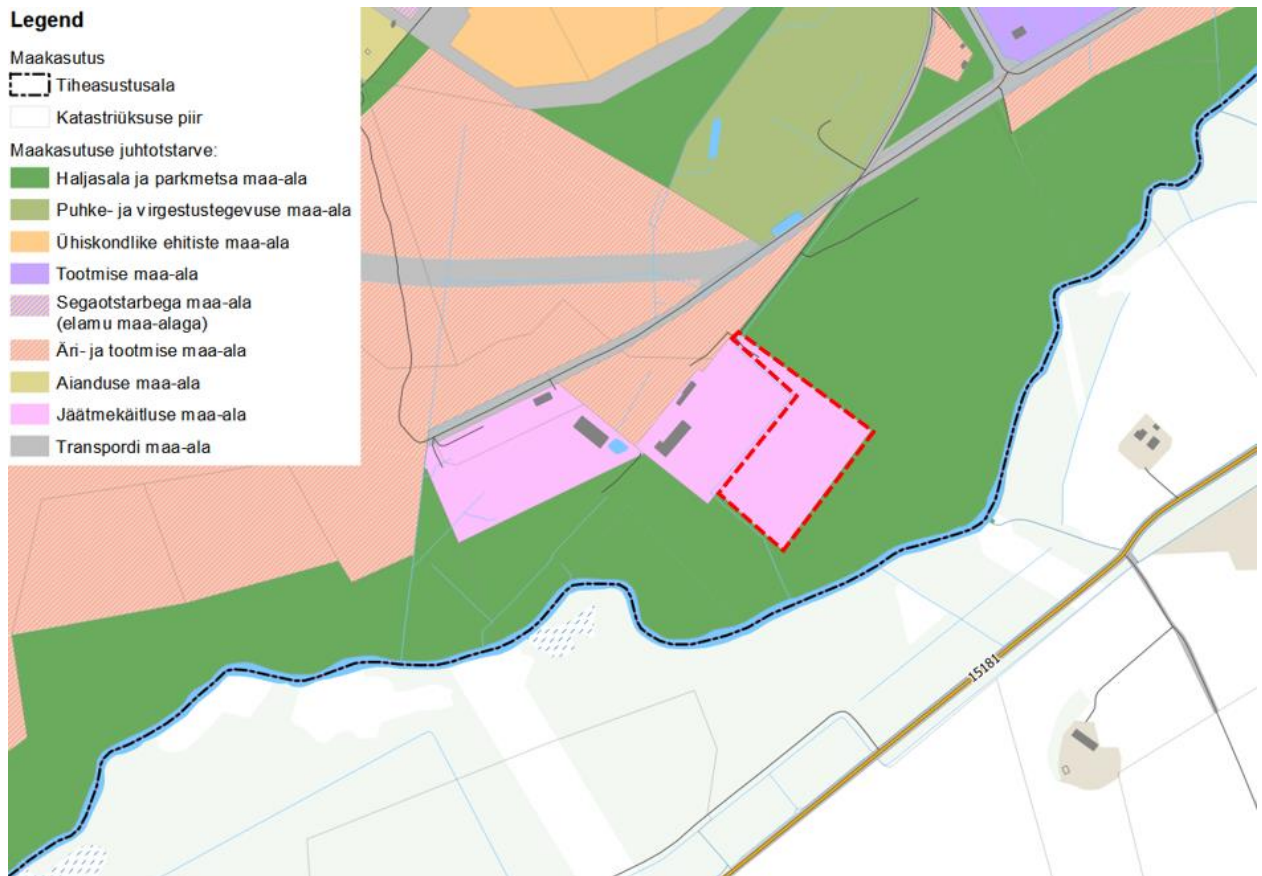 Legend
Maakasutus
Tiheasustusala
Katastriüksuse piir
Maakasutuse juhtotstarve:
Haljasala ja parkmetsa maa-ala
Puhke- ja virgestustegevuse maa-ala
Ühiskondlike ehitiste maa-ala
Tootmise maa-ala
Segaotstarbega maa-ala
(elamu maa-alaga)
Äri- ja tootmise maa-ala
Aianduse maa-ala
Jäätmekäitluse maa-ala
Transpordi maa-ala
15181